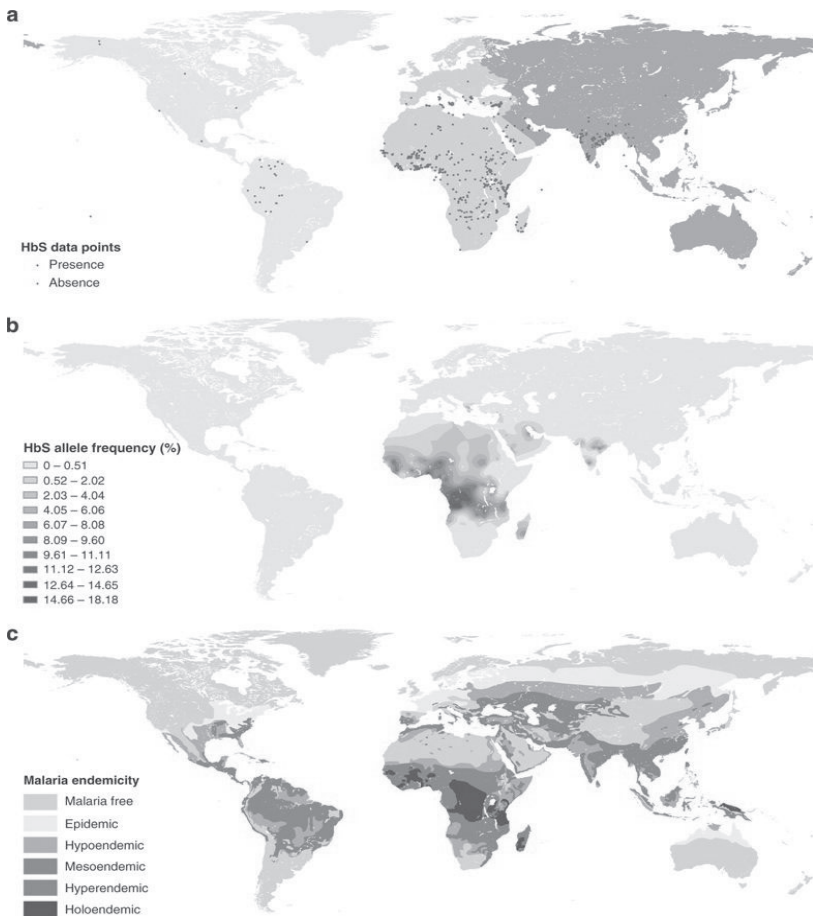 a
HbS data points
Presence
Absence
b
HbS allele frequency (%)
0 – 0.51
0.52 – 2.02
2.03 – 4.04
4.05 – 6.06
6.07 – 8.08
8.09 – 9.60
9.61 – 11.11
11.12 – 12.63
12.64 – 14.65
14.66 – 18.18
c
Malaria endemicity
Malaria free
Epidemic
Hypoendemic
Mesoendemic
Hyperendemic
Holoendemic